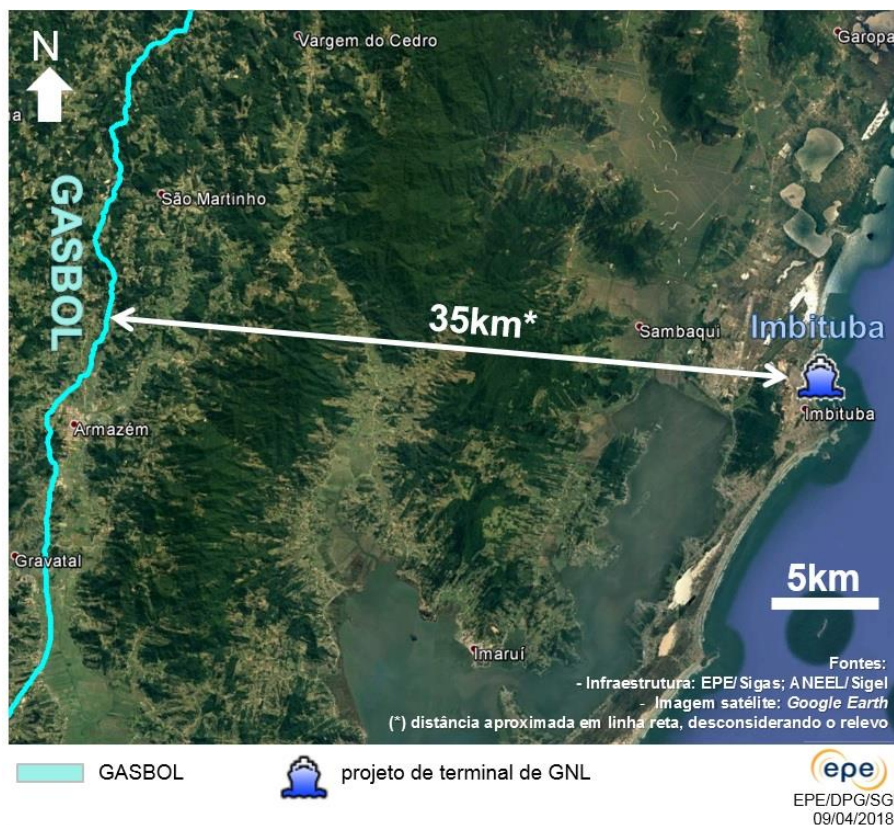 N
Vargem do Cedro
Garopa
na
GASBOL
São Martinho
35km*
Sambaqui
Imbituba
Imbituba
Armazém
Gravatal
5km
Imaruí
Fontes:
- Infraestrutura: EPE/Sigas; ANEEL/Sigel
- Imagem satélite: Google Earth
(*) distância aproximada em linha reta, desconsiderando o relevo
GASBOL
projeto de terminal de GNL
epe
EPE/DPG/SG
09/04/2018